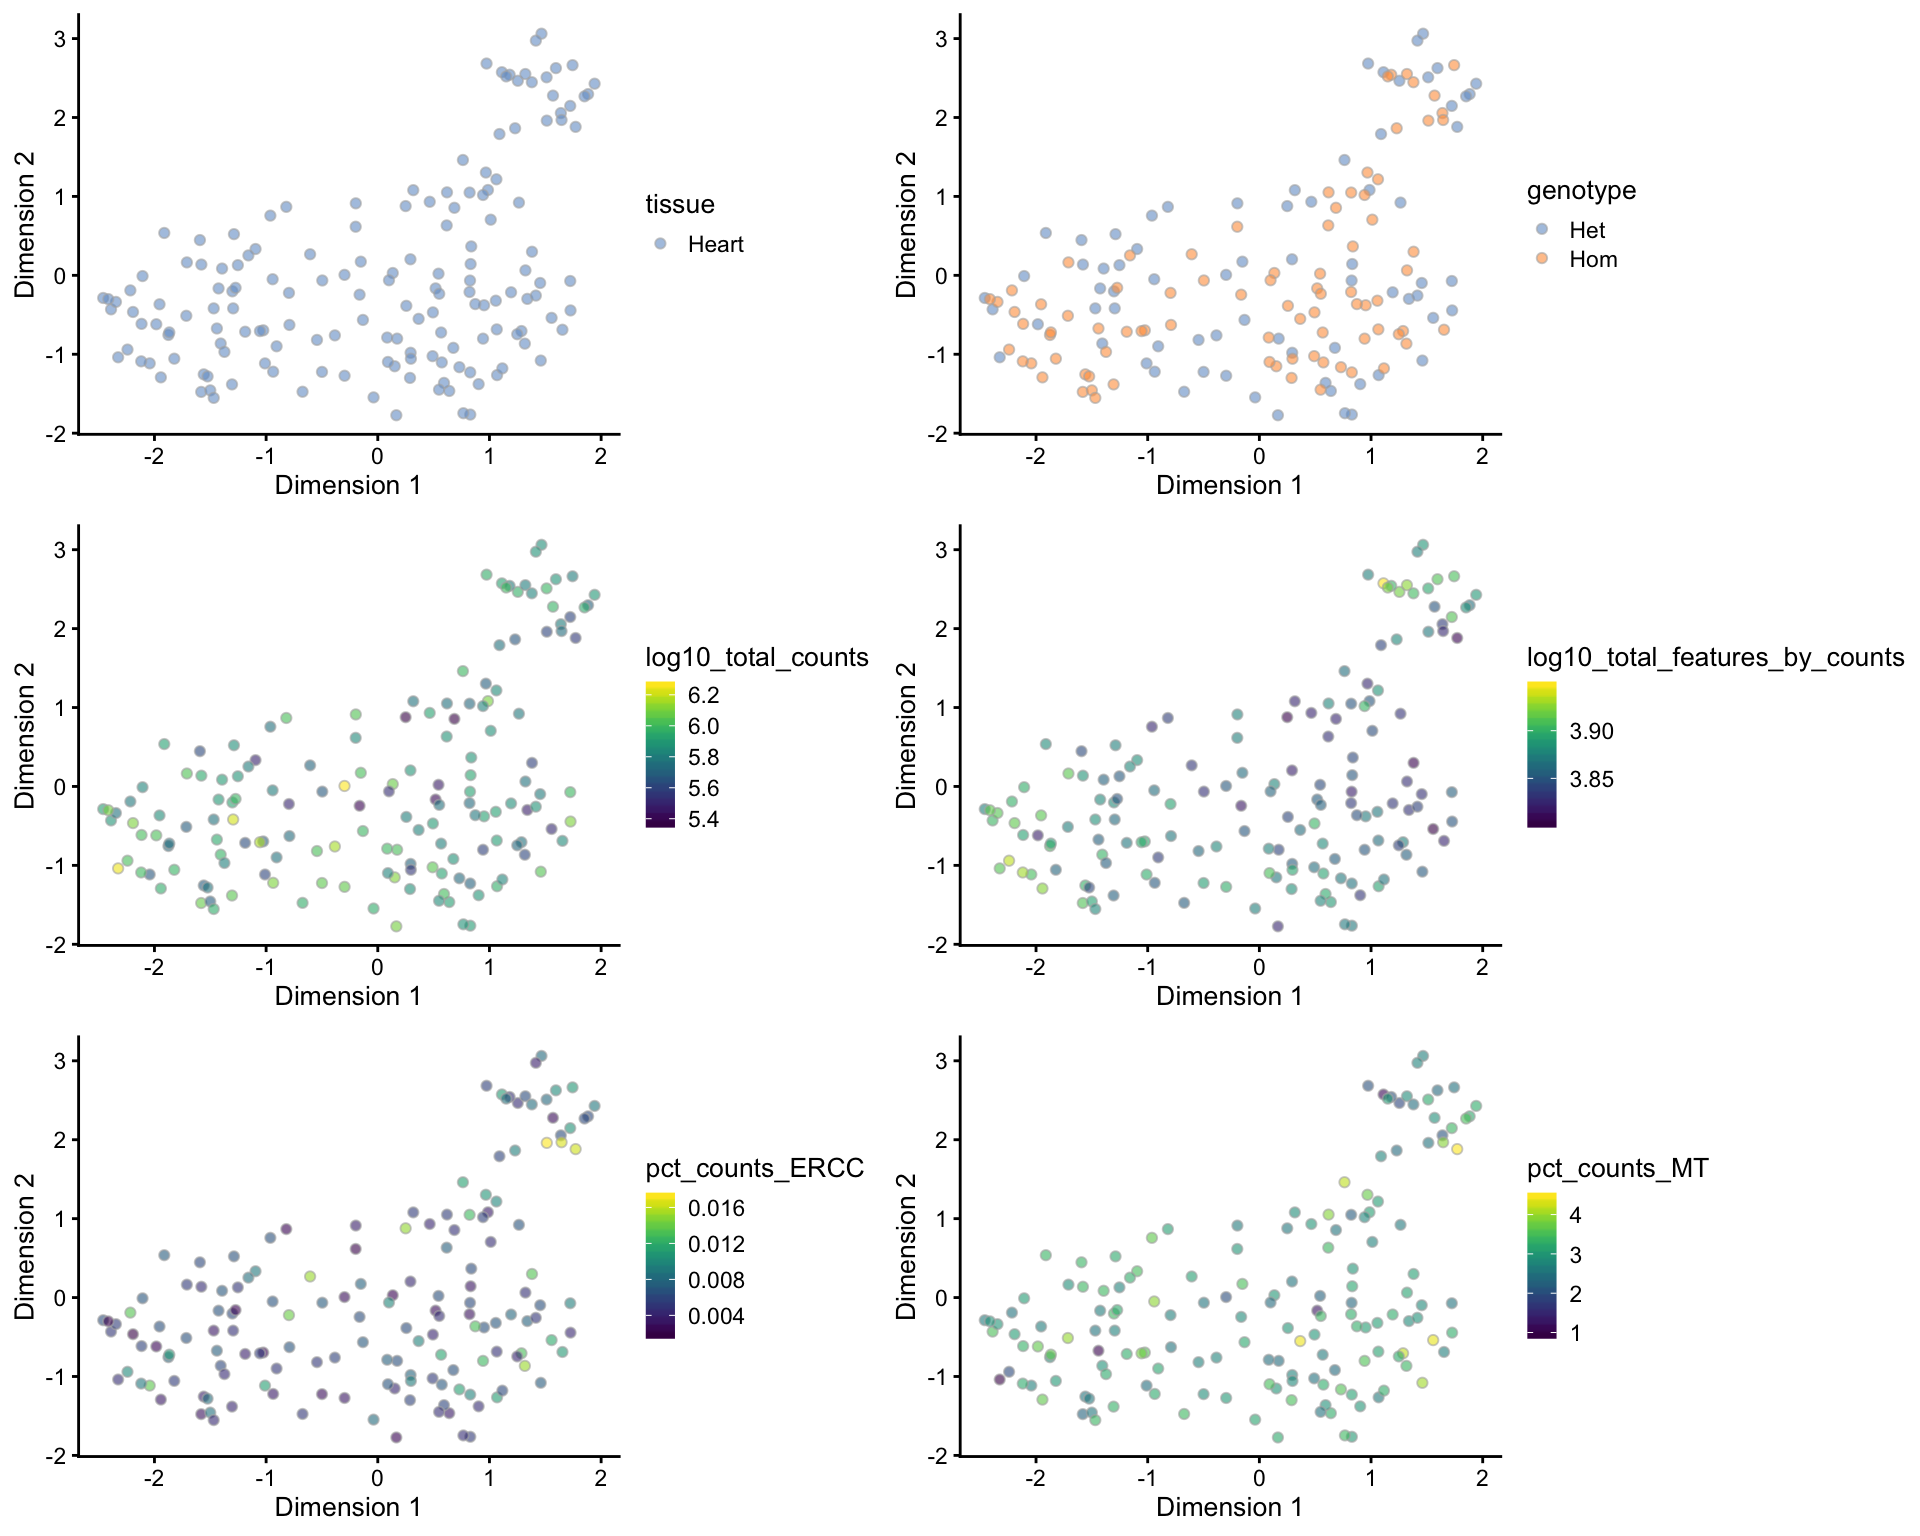 3
2
1
0
-1
-2
Dimension 2
-2 -1 0 1 2
Dimension 1
tissue
Heart
3
2
1
0
-1
-2
Dimension 2
-2 -1 0 1 2
Dimension 1
genotype
Het
Hom
3
2
1
0
-1
-2
Dimension 2
-2 -1 0 1 2
Dimension 1
log10_total_counts
6.2
6.0
5.8
5.6
5.4
3
2
1
0
-1
-2
Dimension 2
-2 -1 0 1 2
Dimension 1
log10_total_features_by_counts
3.90
3.85
3
2
1
0
-1
-2
Dimension 2
-2 -1 0 1 2
Dimension 1
pct_counts_ERCC
0.016
0.012
0.008
0.004
3
2
1
0
-1
-2
Dimension 2
-2 -1 0 1 2
Dimension 1
pct_counts_MT
4
3
2
1